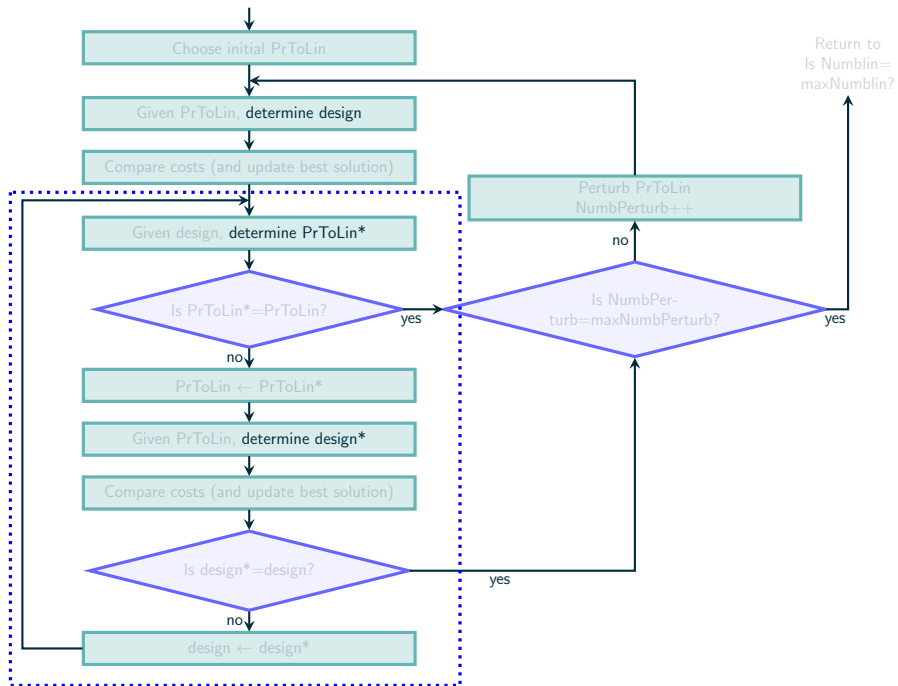 Choose initial PrToLin
Return to
Is Numblin=
maxNumblin?
Given PrToLin, determine design
Compare costs (and update best solution)
Perturb PrToLin
NumbPerturb++
Given design, determine PrToLin*
no
Is PrToLin*=PrToLin?
yes
Is NumbPer-
turb=maxNumbPerturb?
yes
no
PrToLin ← PrToLin*
Given PrToLin, determine design*
Compare costs (and update best solution)
Is design*=design?
yes
no
design ← design*